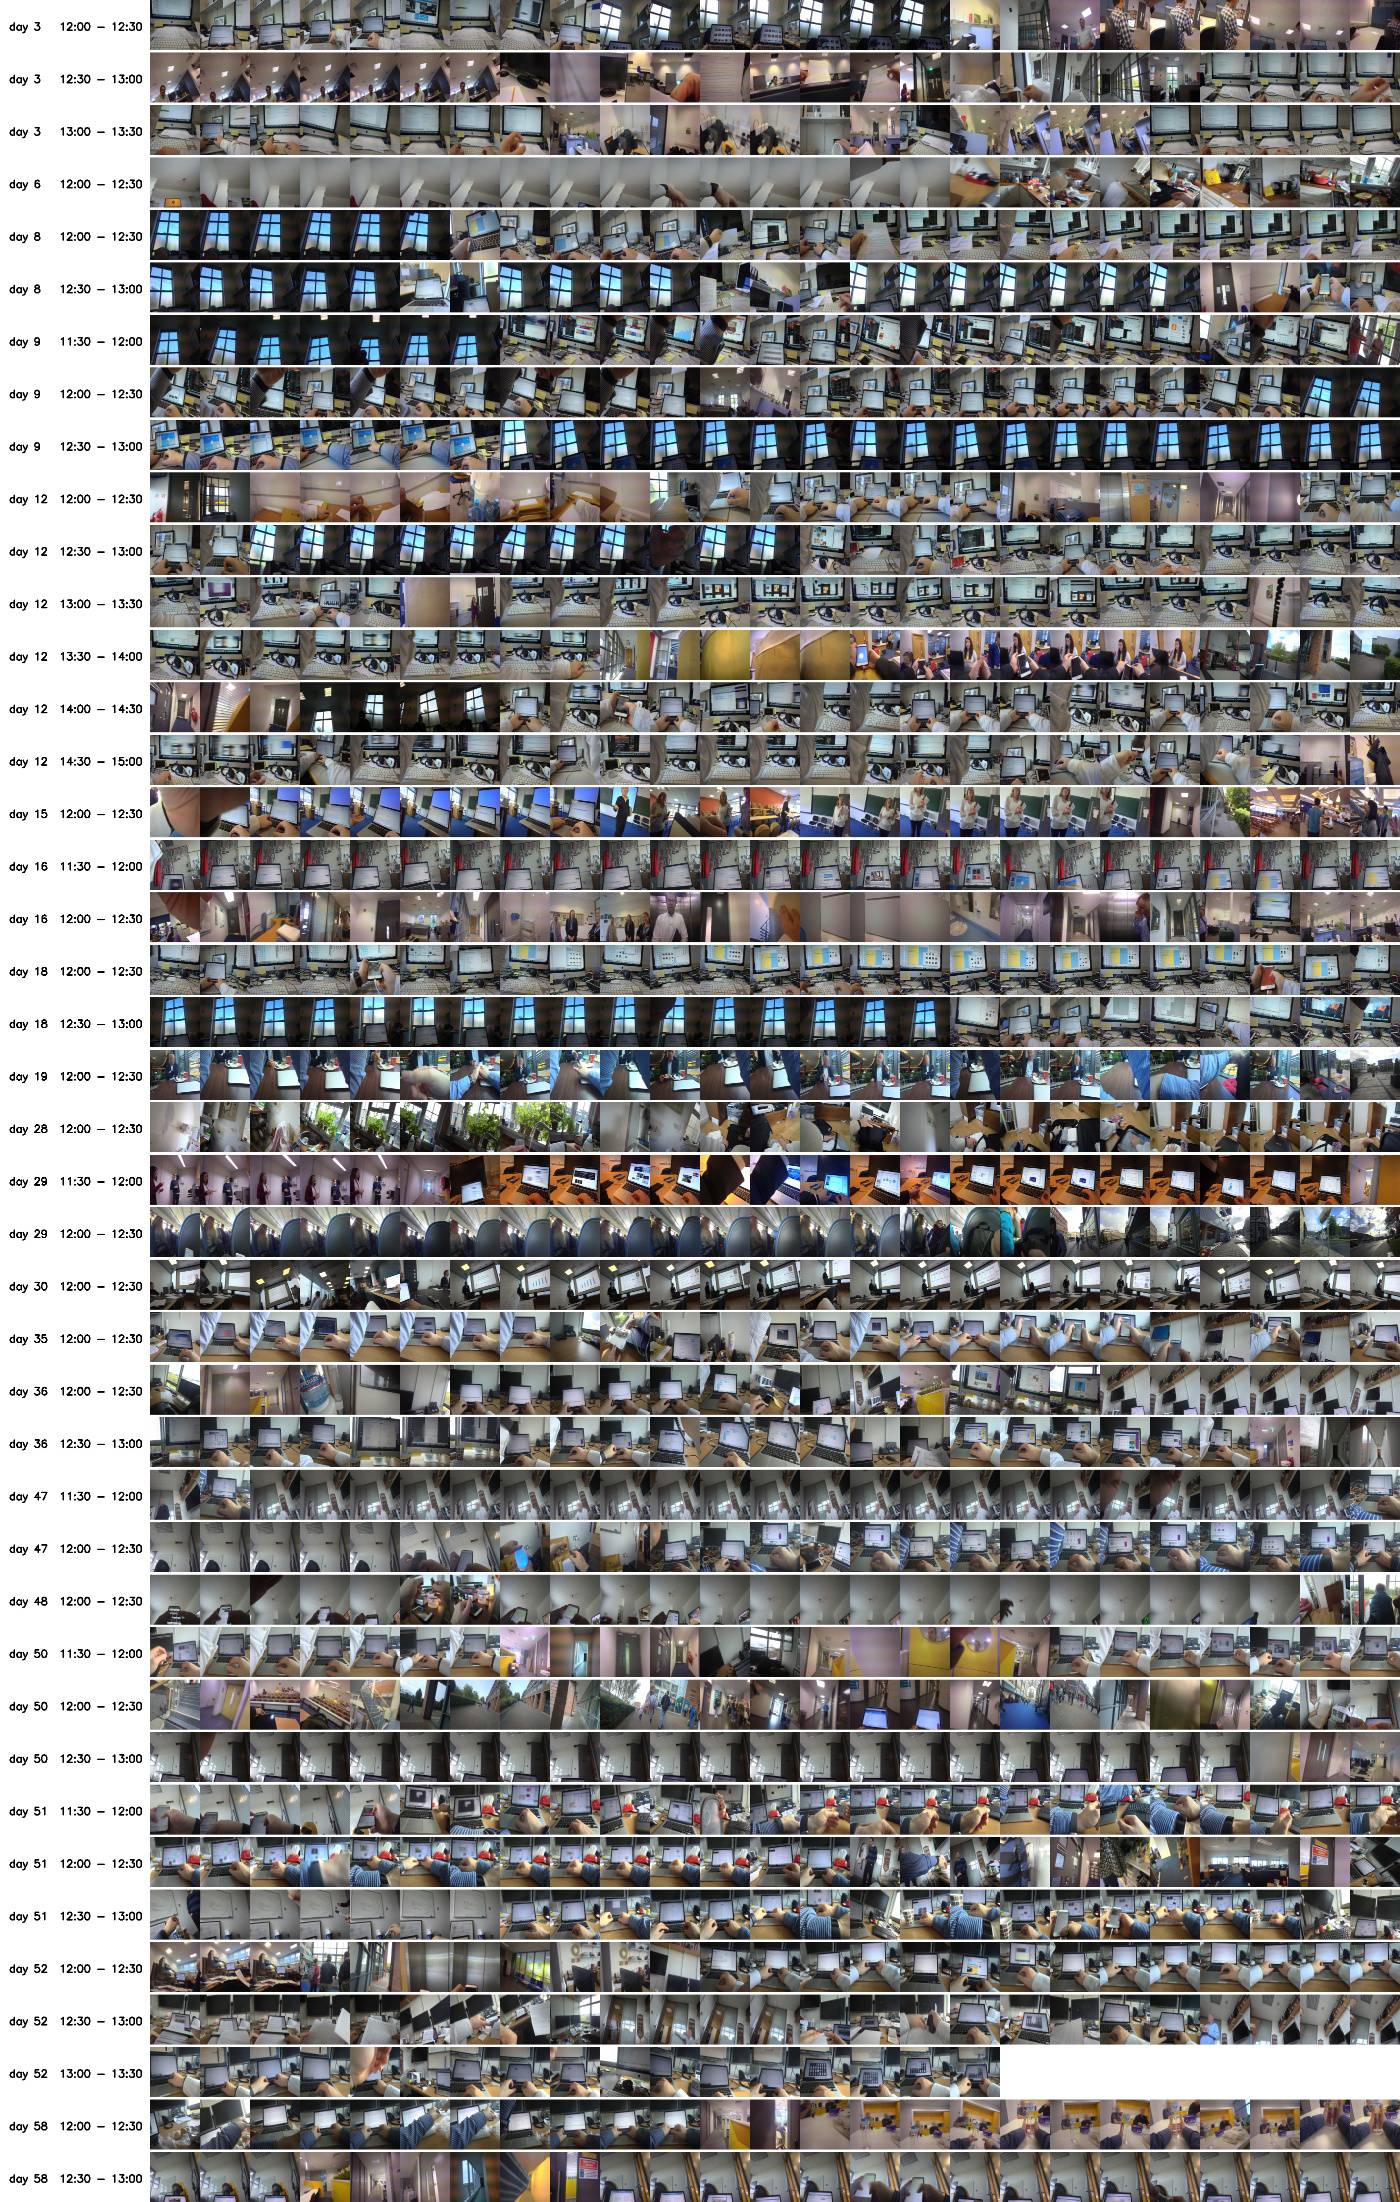 day 3 12:00 – 12:30
day 3 12:30 – 13:00
day 3 13:00 – 13:30
day 6 12:00 – 12:30
day 8 12:00 – 12:30
day 8 12:30 – 13:00
day 9 11:30 – 12:00
day 9 12:00 – 12:30
day 9 12:30 – 13:00
day 12 12:00 – 12:30
day 12 12:30 – 13:00
day 12 13:00 – 13:30
day 12 13:30 – 14:00
day 12 14:00 – 14:30
day 12 14:30 – 15:00
day 15 12:00 – 12:30
day 16 11:30 – 12:00
day 16 12:00 – 12:30
day 18 12:00 – 12:30
day 18 12:30 – 13:00
day 19 12:00 – 12:30
day 28 12:00 – 12:30
day 29 11:30 – 12:00
day 29 12:00 – 12:30
day 30 12:00 – 12:30
day 35 12:00 – 12:30
day 36 12:00 – 12:30
day 36 12:30 – 13:00
day 47 11:30 – 12:00
day 47 12:00 – 12:30
day 48 12:00 – 12:30
day 50 11:30 – 12:00
day 50 12:00 – 12:30
day 50 12:30 – 13:00
day 51 11:30 – 12:00
day 51 12:00 – 12:30
day 51 12:30 – 13:00
day 52 12:00 – 12:30
day 52 12:30 – 13:00
day 52 13:00 – 13:30
day 58 12:00 – 12:30
day 58 12:30 – 13:00